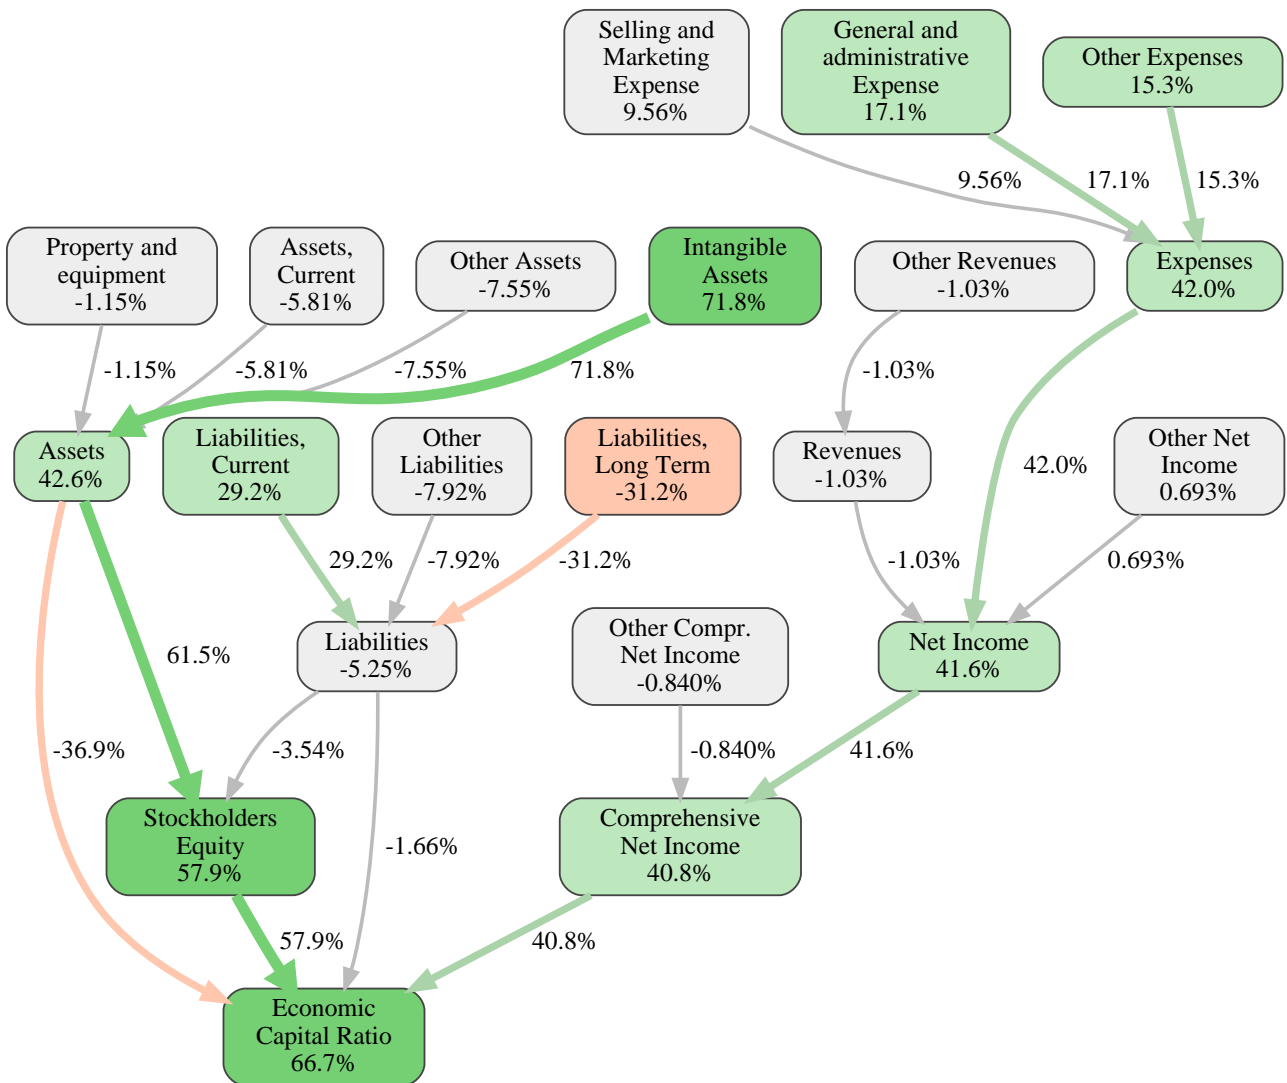 Selling and
Marketing
Expense
9.56%
General and
administrative
Expense
17.1%
Other Expenses
15.3%
9.56%
17.1%
15.3%
Property and
equipment
-1.15%
Assets,
Current
-5.81%
Other Assets
-7.55%
Intangible
Assets
71.8%
Other Revenues
-1.03%
Expenses
42.0%
-1.15%
-5.81%
-7.55%
71.8%
-1.03%
Assets
42.6%
Liabilities,
Current
29.2%
Other
Liabilities
-7.92%
Liabilities,
Long Term
-31.2%
Revenues
-1.03%
42.0%
Other Net
Income
0.693%
29.2%
-7.92%
-31.2%
-1.03%
0.693%
61.5%
Liabilities
-5.25%
Other Compr.
Net Income
-0.840%
Net Income
41.6%
-36.9%
-3.54%
-0.840%
41.6%
Stockholders
Equity
57.9%
-1.66%
Comprehensive
Net Income
40.8%
57.9%
40.8%
Economic
Capital Ratio
66.7%